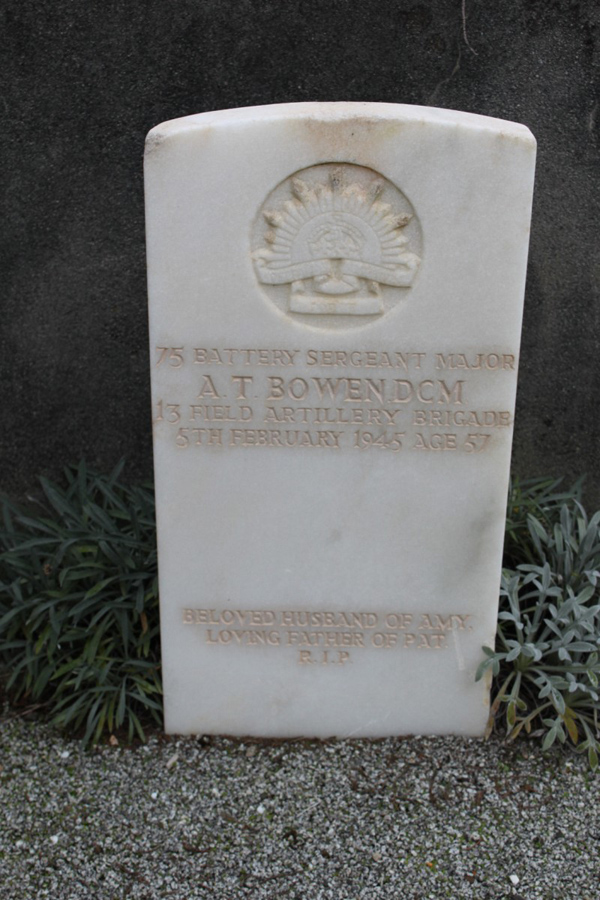 75 BATTERY SERGEANT MAJOR
A. T. BOWEN, DCM
13 FIELD ARTILLERY BRIGADE
5TH FEBRUARY 1945 AGE 57
BELOVED HUSBAND OF AMY.
LOVING FATHER OF PAT.
R.I.P.